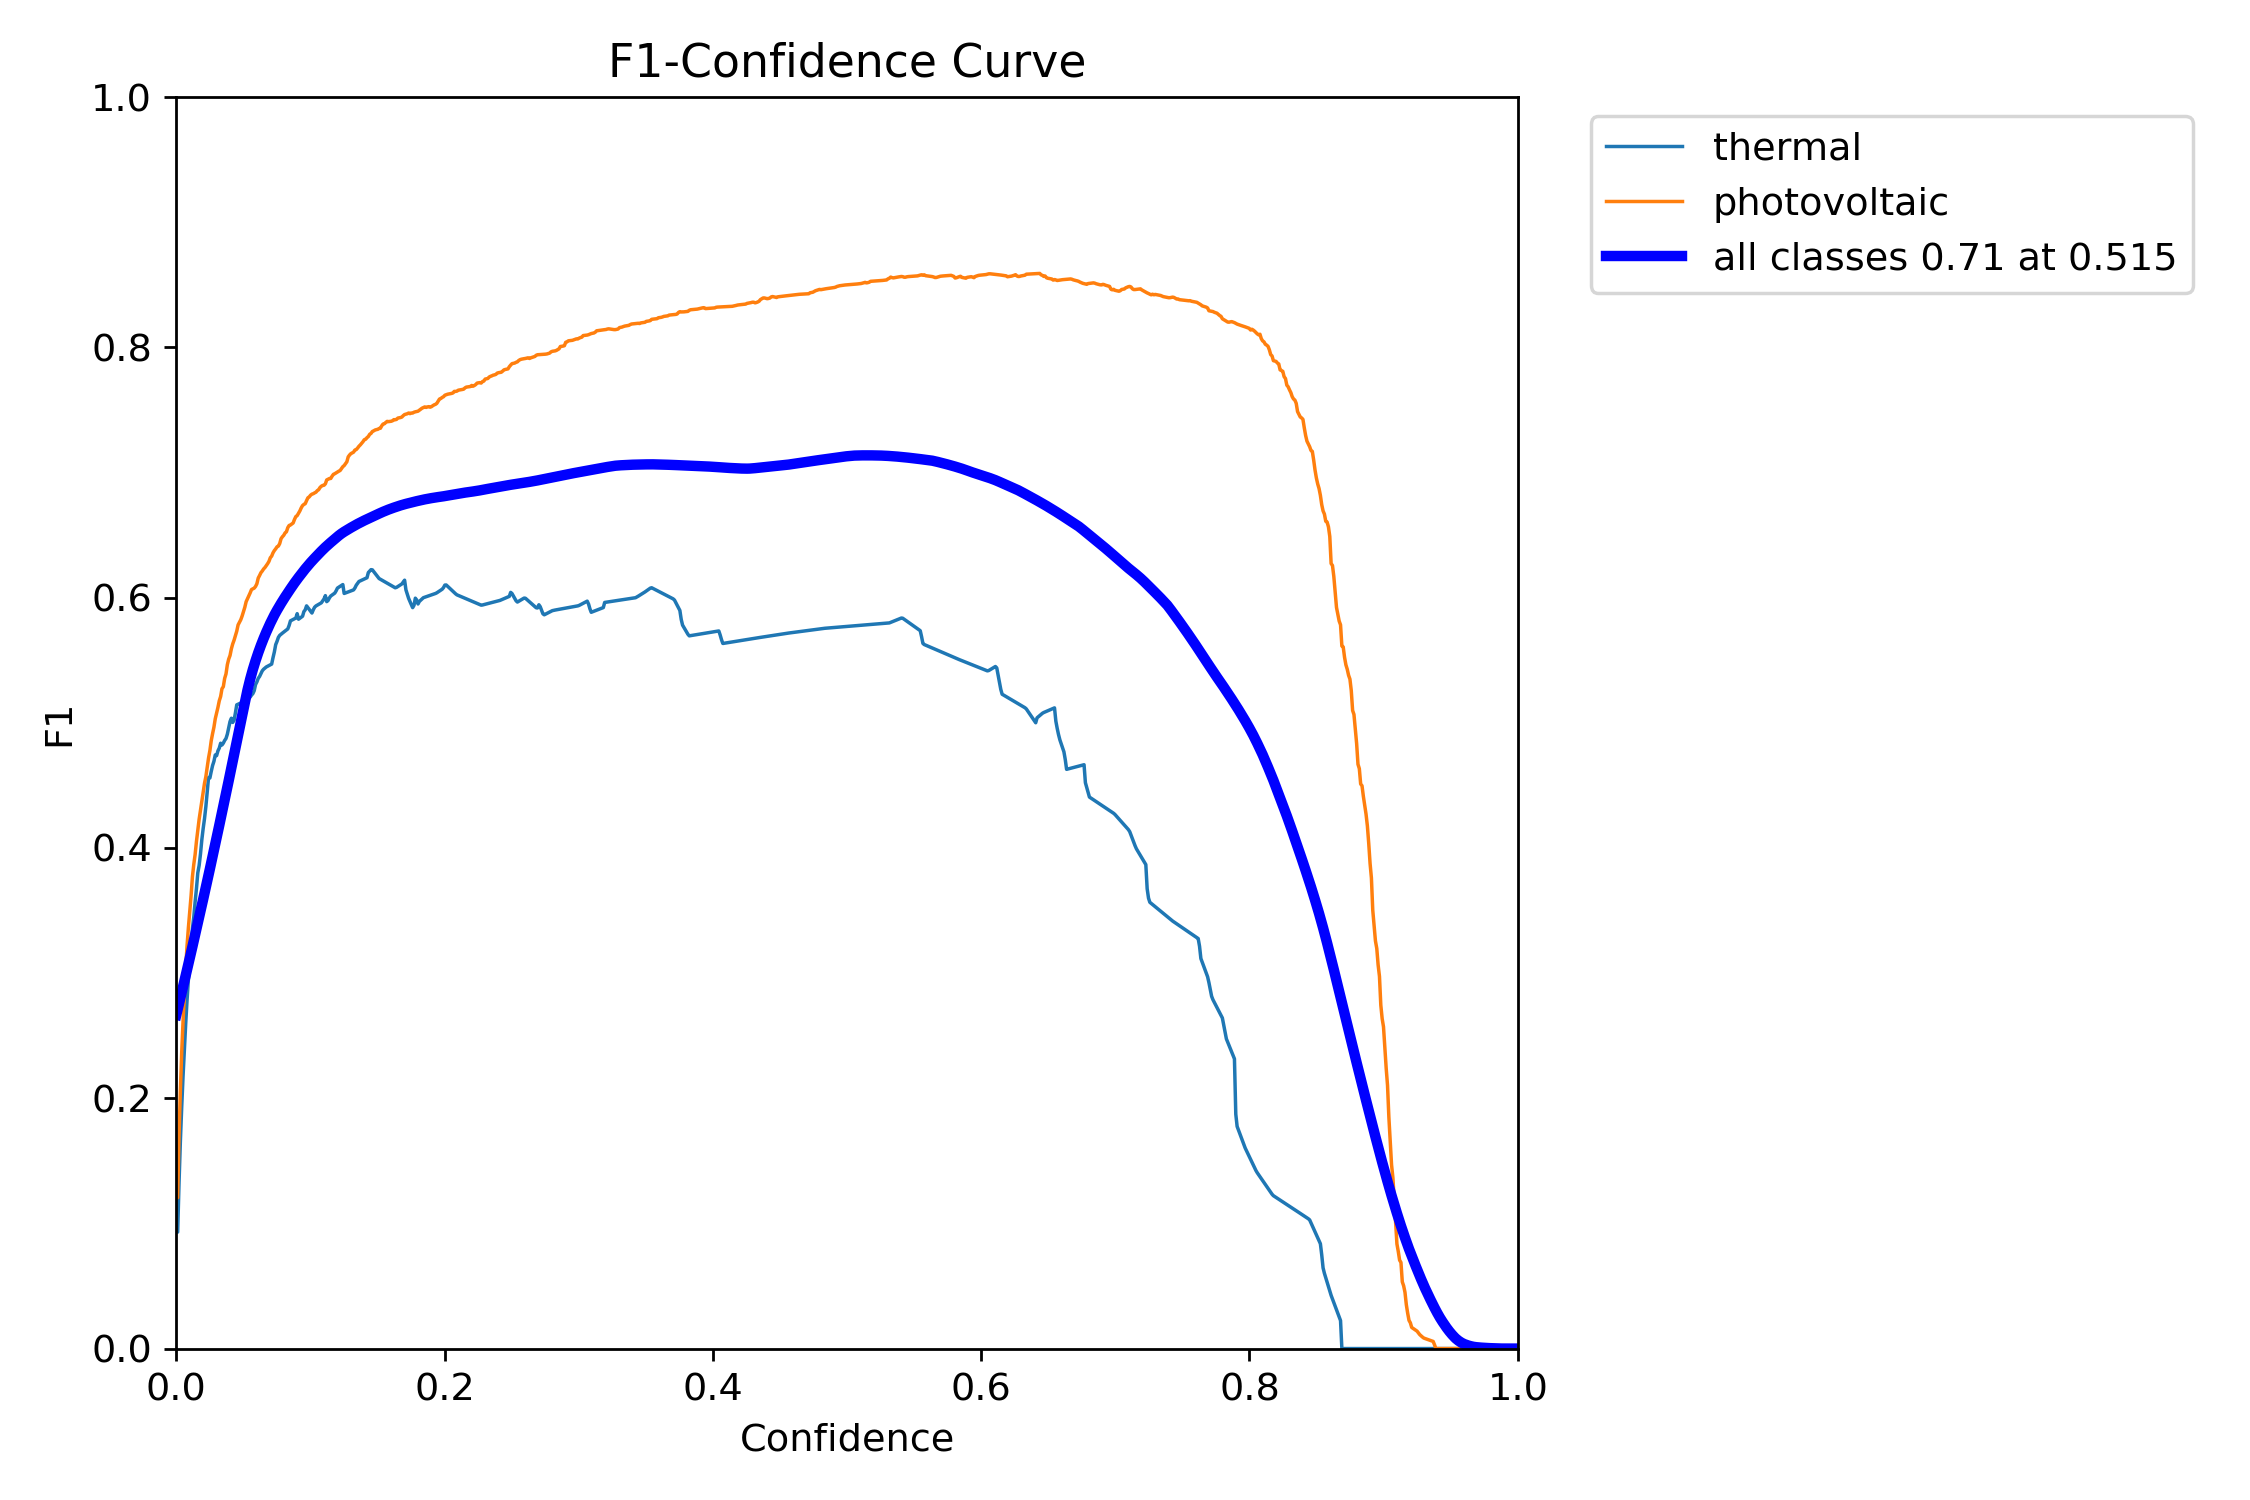 F1-Confidence Curve
1.0
0.8
0.6
0.4
0.2
0.0
F1
0.0 0.2 0.4 0.6 0.8 1.0
Confidence
thermal
photovoltaic
all classes 0.71 at 0.515